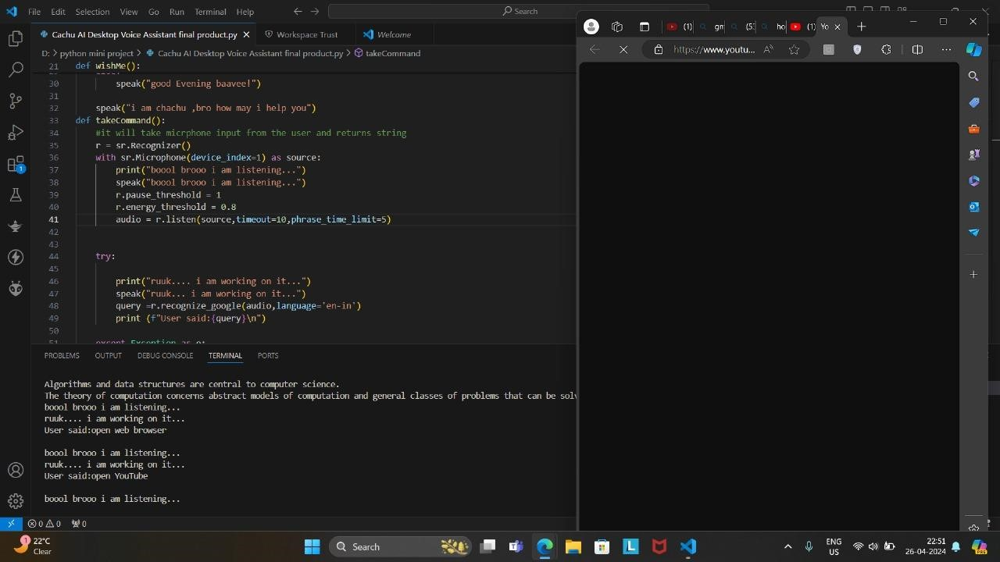 File Edit Selection View Go Run Terminal Help
Search
Cachu AI Desktop Voice Assistant final product.py
Workspace Trust
Welcome
D: > python mini project > Cachu AI Desktop Voice Assistant final product.py > takeCommand
21 def wishMe():
30 speak("good Evening baavee!")
31
32 speak("i am chachu ,bro how may i help you")
33 def takeCommand():
34 #it will take micrphone input from the user and returns string
35 r = sr.Recognizer()
36 with sr.Microphone(device_index=1) as source:
37 print("boool brooo i am listening...")
38 speak("boool brooo i am listening...")
39 r.pause_threshold = 1
40 r.energy_threshold = 0.8
41 audio = r.listen(source,timeout=10,phrase_time_limit=5)
42
43
44 try:
45
46 print("ruuk.... i am working on it...")
47 speak("ruuk... i am working on it...")
48 query =r.recognize_google(audio,language='en-in')
49 print (f"User said:{query}\n")
50
51 except Exception as e:
PROBLEMS OUTPUT DEBUG CONSOLE TERMINAL PORTS
Algorithms and data structures are central to computer science.
The theory of computation concerns abstract models of computation and general classes of problems that can be solv
boool brooo i am listening...
ruuk.... i am working on it...
User said:open web browser
boool brooo i am listening...
ruuk.... i am working on it...
User said:open YouTube
boool brooo i am listening...
0 0 0
(1) gn (5: ho (1) Yo
https://www.youtu...
1
22°C
Clear
Search
ENG
US
22:51
26-04-2024